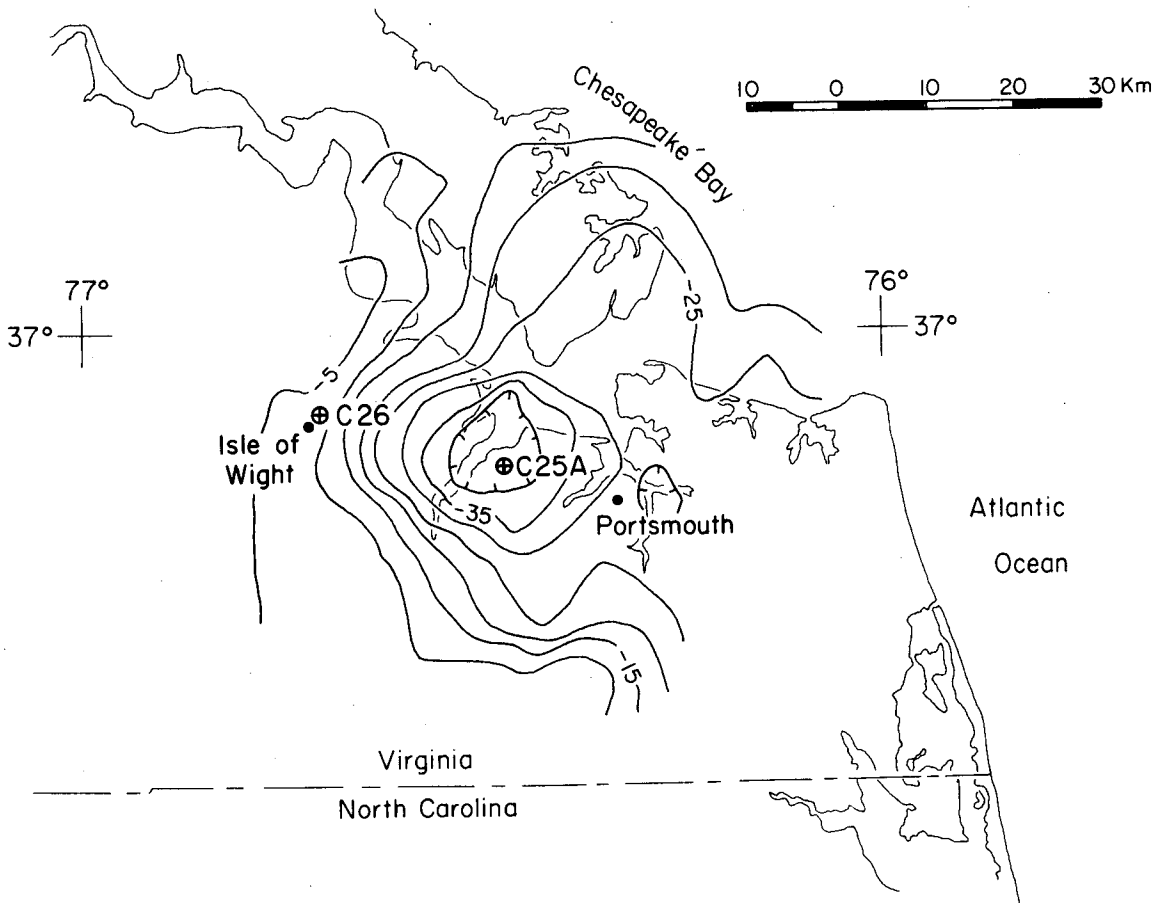 Chesapeake Bay
10 0 10 20 30 Km
77°
37°
76°
37°
-25
-5
C26
Isle of
Wight
C25A
-35
Portsmouth
Atlantic
Ocean
-15
Virginia
North Carolina